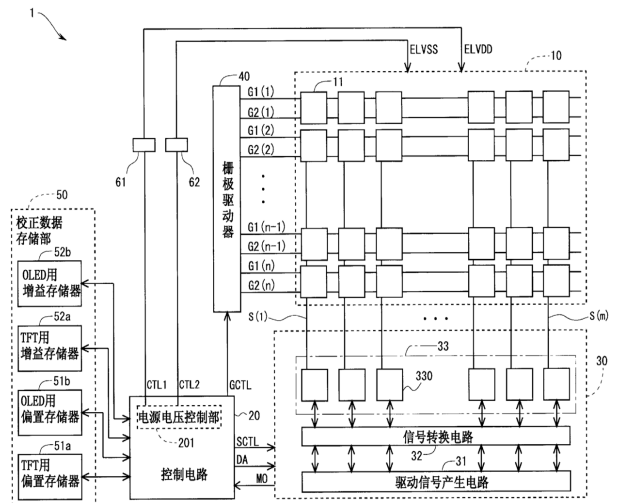 1
ELVSS
ELVDD
10
40
11
G1(1)
G2(1)
G1(2)
G2(2)
栅极驱动器
G1(n-1)
G2(n-1)
G1(n)
G2(n)
61
62
50
校正数据
存储部
52b
OLED用
增益存储器
52a
TFT用
增益存储器
51b
OLED用
偏置存储器
51a
TFT用
偏置存储器
S(1)
S(m)
33
30
330
CTL1
CTL2
GCTL
电源电压控制部
201
20
控制电路
SCTL
DA
MO
信号转换电路
32
31
驱动信号产生电路